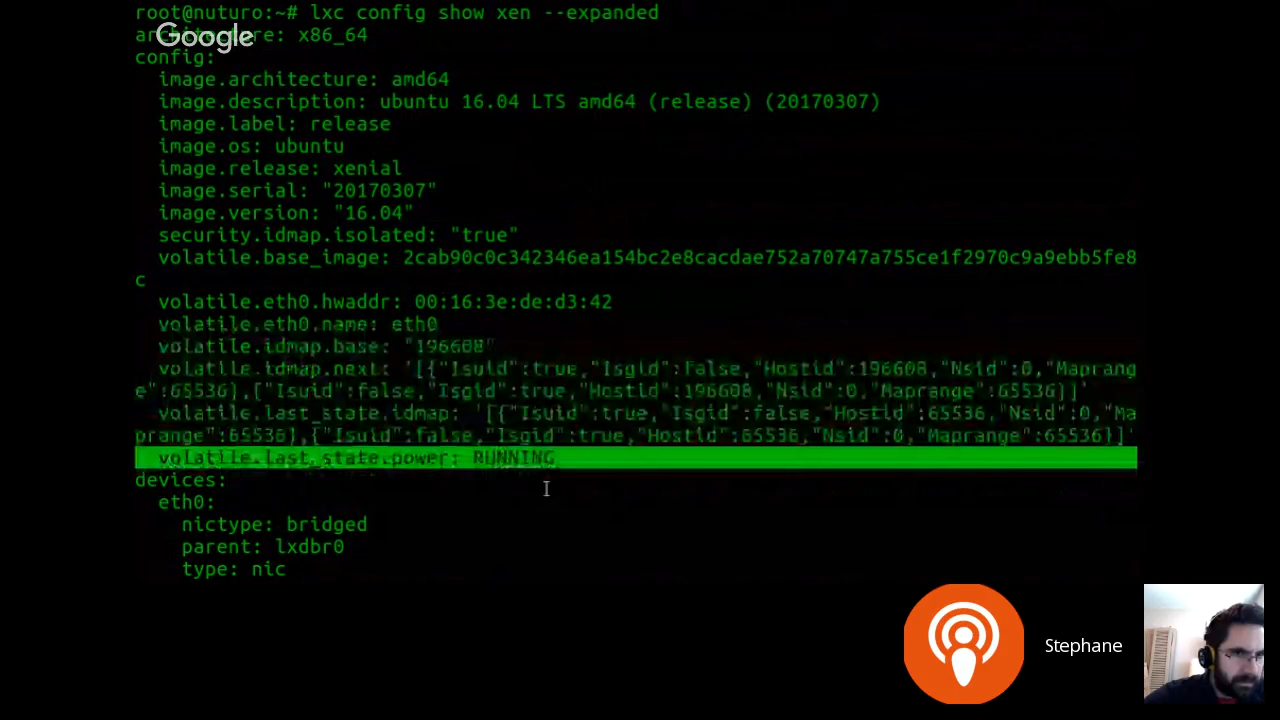 root@nuturo:~# lxc config show xen --expanded
architecture: x86_64
Google
config:
  image.architecture: amd64
  image.description: ubuntu 16.04 LTS amd64 (release) (20170307)
  image.label: release
  image.os: ubuntu
  image.release: xenial
  image.serial: "20170307"
  image.version: "16.04"
  security.idmap.isolated: "true"
  volatile.base_image: 2cab90c0c342346ea154bc2e8cacdae752a70747a755ce1f2970c9a9ebb5fe8
c
  volatile.eth0.hwaddr: 00:16:3e:de:d3:42
  volatile.eth0.name: eth0
  volatile.idmap.base: "196608"
  volatile.idmap.next: '[{"Isuid":true,"Isgid":false,"Hostid":196608,"Nsid":0,"Maprang
e":65536},{"Isuid":false,"Isgid":true,"Hostid":196608,"Nsid":0,"Maprange":65536}]'
  volatile.last_state.idmap: '[{"Isuid":true,"Isgid":false,"Hostid":65536,"Nsid":0,"Ma
prange":65536},{"Isuid":false,"Isgid":true,"Hostid":65536,"Nsid":0,"Maprange":65536}]'
  volatile.last_state.power: RUNNING
devices:
  eth0:
    nictype: bridged
    parent: lxdbr0
    type: nic
Stephane